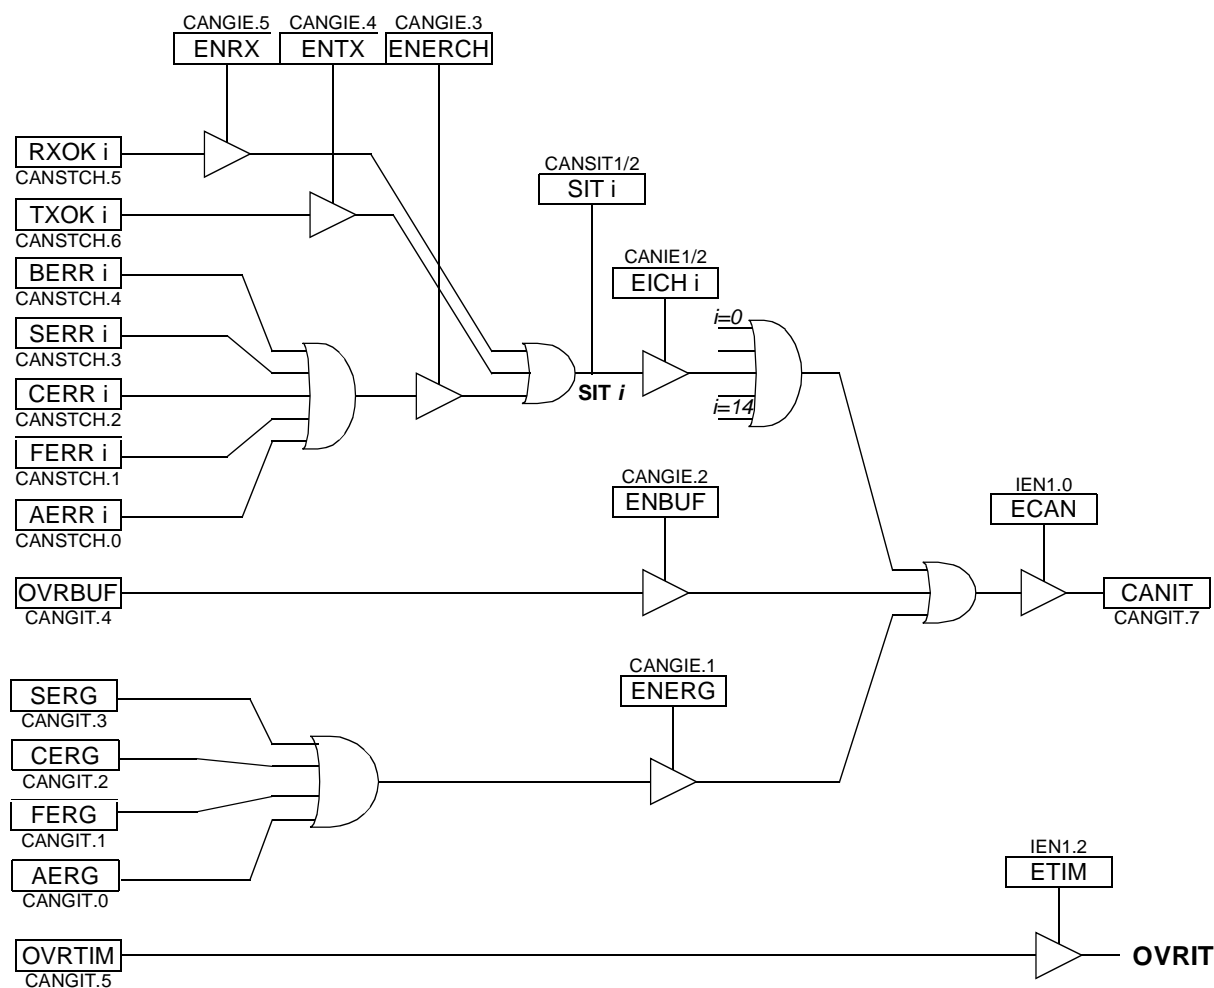 CANGIE.5 CANGIE.4 CANGIE.3
ENRX ENTX ENERCH
RXOK i
CANSTCH.5
CANSIT1/2
SIT i
TXOK i
CANSTCH.6
CANIE1/2
EICH i
BERR i
CANSTCH.4
i=0
SERR i
CANSTCH.3
SIT i
CERR i
CANSTCH.2
i=14
FERR i
CANSTCH.1
CANGIE.2
ENBUF
IEN1.0
ECAN
AERR i
CANSTCH.0
OVRBUF
CANGIT.4
CANIT
CANGIT.7
CANGIE.1
ENERG
SERG
CANGIT.3
CERG
CANGIT.2
FERG
CANGIT.1
IEN1.2
ETIM
AERG
CANGIT.0
OVRTIM
CANGIT.5
OVRIT